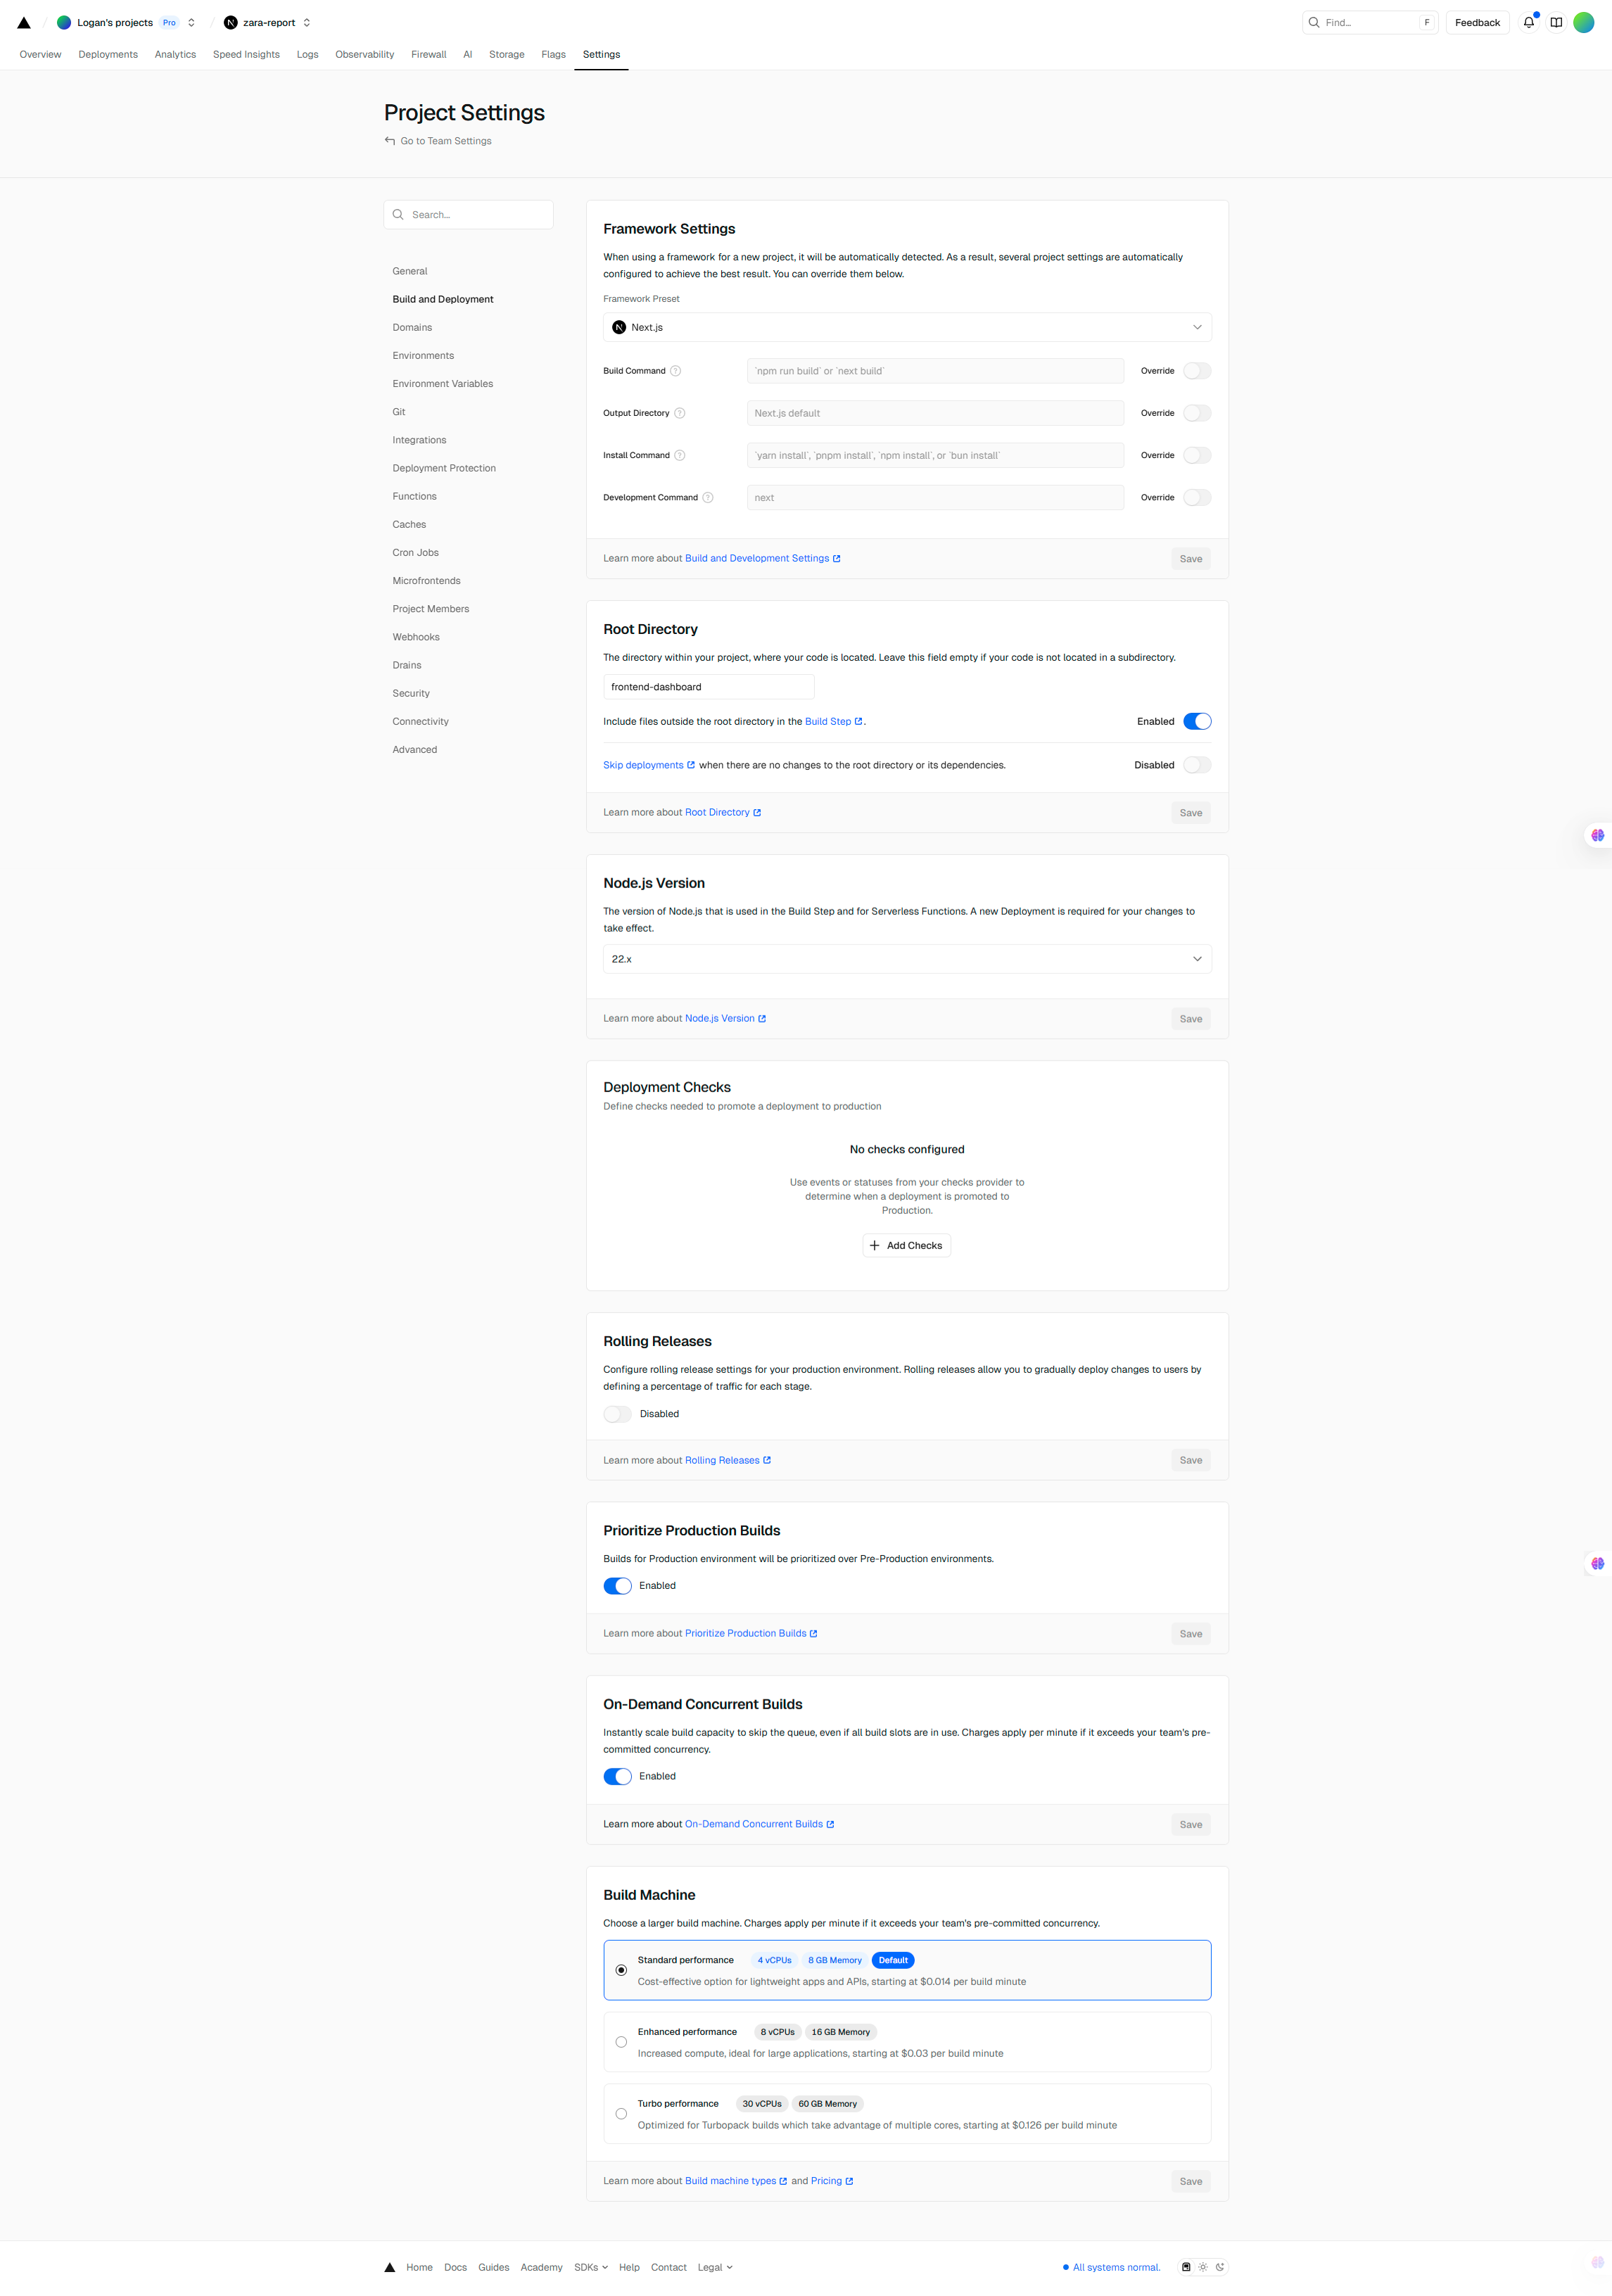 Logan's projects Pro
zara-report
Find... F
Feedback
Overview Deployments Analytics Speed Insights Logs Observability Firewall AI Storage Flags Settings
Project Settings
Go to Team Settings
Search...
General
Build and Deployment
Domains
Environments
Environment Variables
Git
Integrations
Deployment Protection
Functions
Caches
Cron Jobs
Microfrontends
Project Members
Webhooks
Drains
Security
Connectivity
Advanced
Framework Settings
When using a framework for a new project, it will be automatically detected. As a result, several project settings are automatically
configured to achieve the best result. You can override them below.
Framework Preset
Next.js
Build Command ? `npm run build` or `next build` Override
Output Directory ? Next.js default Override
Install Command ? `yarn install`, `pnpm install`, `npm install`, or `bun install` Override
Development Command ? next Override
Learn more about Build and Development Settings Save
Root Directory
The directory within your project, where your code is located. Leave this field empty if your code is not located in a subdirectory.
frontend-dashboard
Include files outside the root directory in the Build Step. Enabled
Skip deployments when there are no changes to the root directory or its dependencies. Disabled
Learn more about Root Directory Save
Node.js Version
The version of Node.js that is used in the Build Step and for Serverless Functions. A new Deployment is required for your changes to
take effect.
22.x
Learn more about Node.js Version Save
Deployment Checks
Define checks needed to promote a deployment to production
No checks configured
Use events or statuses from your checks provider to
determine when a deployment is promoted to
Production.
Add Checks
Rolling Releases
Configure rolling release settings for your production environment. Rolling releases allow you to gradually deploy changes to users by
defining a percentage of traffic for each stage.
Disabled
Learn more about Rolling Releases Save
Prioritize Production Builds
Builds for Production environment will be prioritized over Pre-Production environments.
Enabled
Learn more about Prioritize Production Builds Save
On-Demand Concurrent Builds
Instantly scale build capacity to skip the queue, even if all build slots are in use. Charges apply per minute if it exceeds your team's pre-
committed concurrency.
Enabled
Learn more about On-Demand Concurrent Builds Save
Build Machine
Choose a larger build machine. Charges apply per minute if it exceeds your team's pre-committed concurrency.
Standard performance 4 vCPUs 8 GB Memory Default
Cost-effective option for lightweight apps and APIs, starting at $0.014 per build minute
Enhanced performance 8 vCPUs 16 GB Memory
Increased compute, ideal for large applications, starting at $0.03 per build minute
Turbo performance 30 vCPUs 60 GB Memory
Optimized for Turbopack builds which take advantage of multiple cores, starting at $0.126 per build minute
Learn more about Build machine types and Pricing Save
Home Docs Guides Academy SDKs Help Contact Legal
All systems normal.